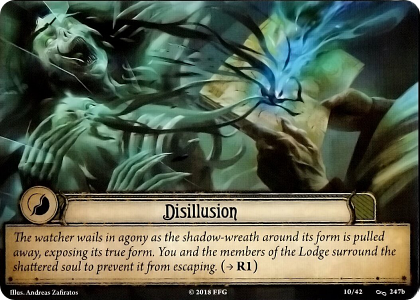 Disillusion
The watcher wails in agony as the shadow-wreath around its form is pulled
away, exposing its true form. You and the members of the Lodge surround the
shattered soul to prevent it from escaping. (→ R1)
Illus. Andreas Zafiratos © 2018 FFG 10/42 247b